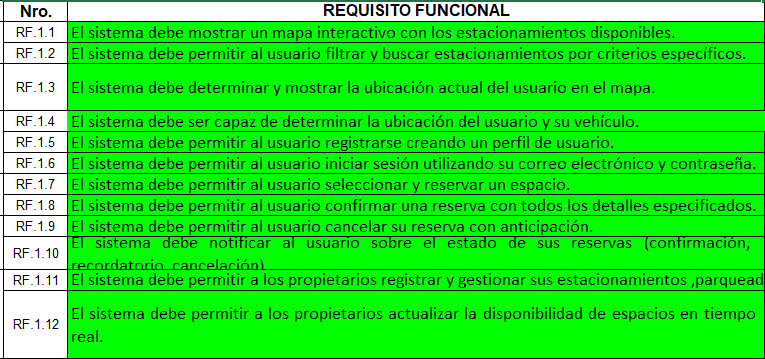 Nro. REQUISITO FUNCIONAL
RF.1.1 El sistema debe mostrar un mapa interactivo con los estacionamientos disponibles.
RF.1.2 El sistema debe permitir al usuario filtrar y buscar estacionamientos por criterios específicos.
RF.1.3 El sistema debe determinar y mostrar la ubicación actual del usuario en el mapa.
RF.1.4 El sistema debe ser capaz de determinar la ubicación del usuario y su vehículo.
RF.1.5 El sistema debe permitir al usuario registrarse creando un perfil de usuario.
RF.1.6 El sistema debe permitir al usuario iniciar sesión utilizando su correo electrónico y contraseña.
RF.1.7 El sistema debe permitir al usuario seleccionar y reservar un espacio.
RF.1.8 El sistema debe permitir al usuario confirmar una reserva con todos los detalles especificados.
RF.1.9 El sistema debe permitir al usuario cancelar su reserva con anticipación.
RF.1.10 El sistema debe notificar al usuario sobre el estado de sus reservas (confirmación,
recordatorio, cancelación)
RF.1.11 El sistema debe permitir a los propietarios registrar y gestionar sus estacionamientos ,parquead
RF.1.12 El sistema debe permitir a los propietarios actualizar la disponibilidad de espacios en tiempo
real.